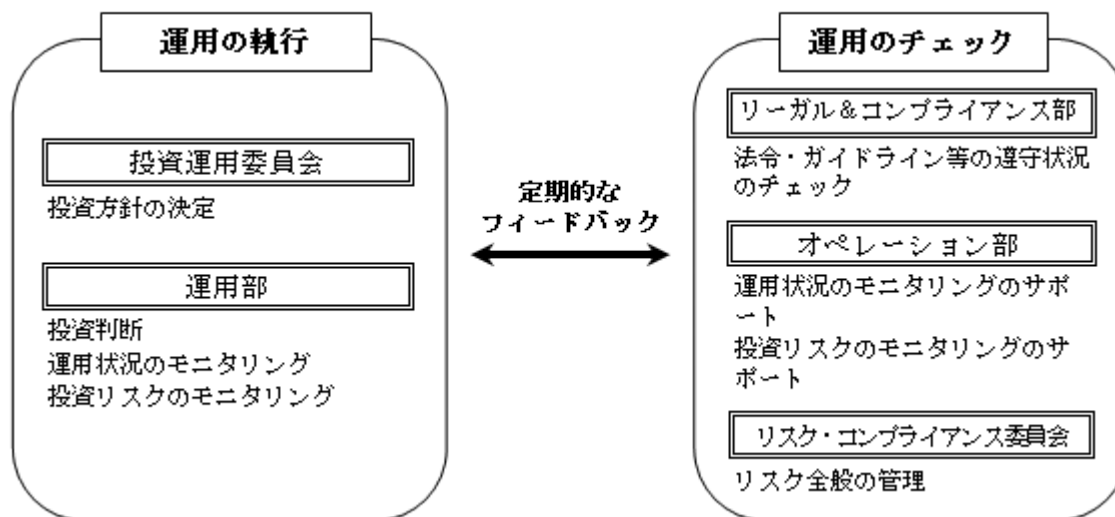 運用の執行
投資運用委員会
投資方針の決定
運用部
投資判断
運用状況のモニタリング
投資リスクのモニタリング
定期的な
フィードバック
運用のチェック
リーガル＆コンプライアンス部
法令・ガイドライン等の遵守状況
のチェック
オペレーション部
運用状況のモニタリングのサポ
ート
投資リスクのモニタリングのサ
ポート
リスク・コンプライアンス委員会
リスク全般の管理